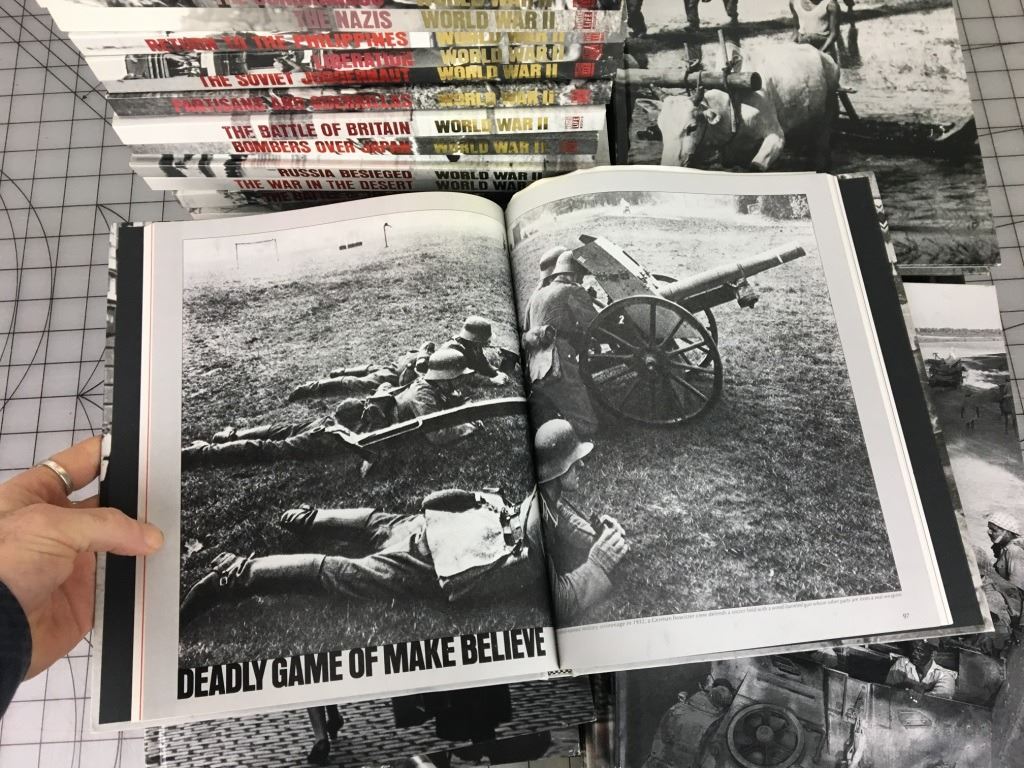 THE NAZIS WORLD WAR II
RETURN TO THE PHILIPPINES WORLD WAR II
LIBERATION WORLD WAR II
THE SOVIET JUGGERNAUT WORLD WAR II
PARTISANS AND GUERRILLAS WORLD WAR II
THE BATTLE OF BRITAIN WORLD WAR II
BOMBERS OVER JAPAN WORLD WAR II
RUSSIA BESIEGED WORLD WAR II
THE WAR IN THE DESERT WORLD WAR II
2
DEADLY GAME OF MAKE BELIEVE
97